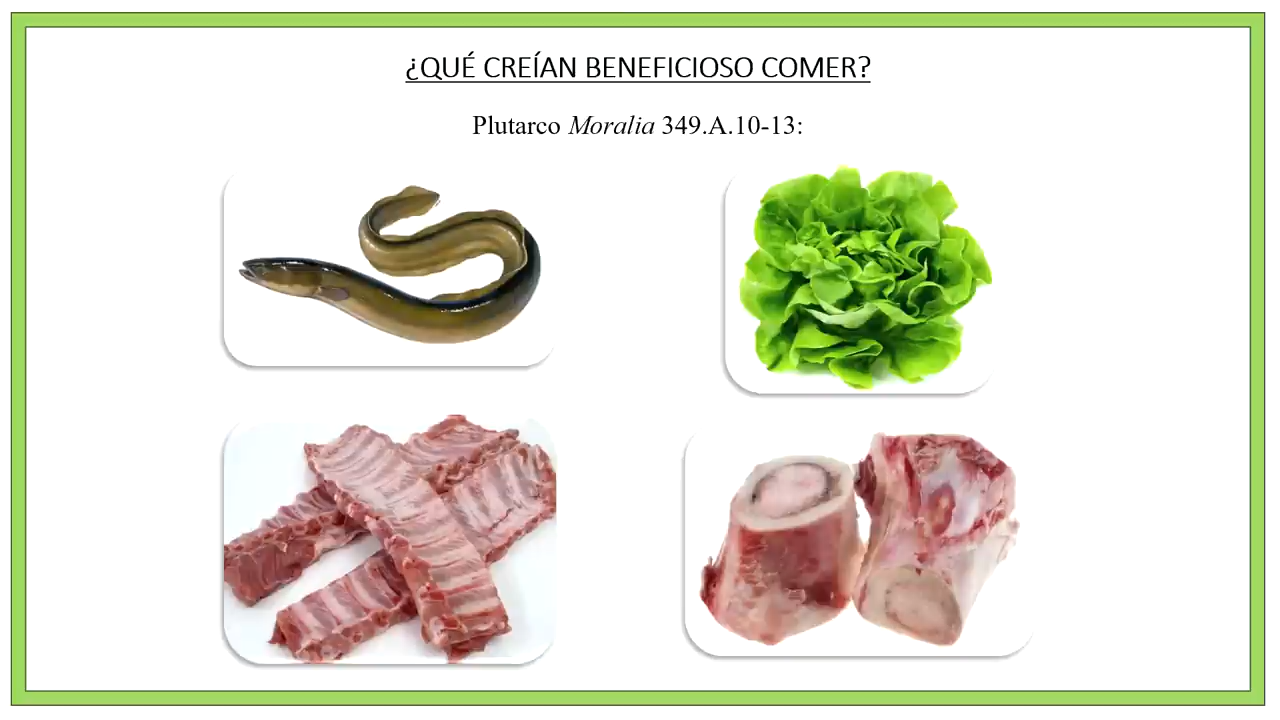 ¿QUÉ CREÍAN BENEFICIOSO COMER?
Plutarco Moralia 349.A.10-13: